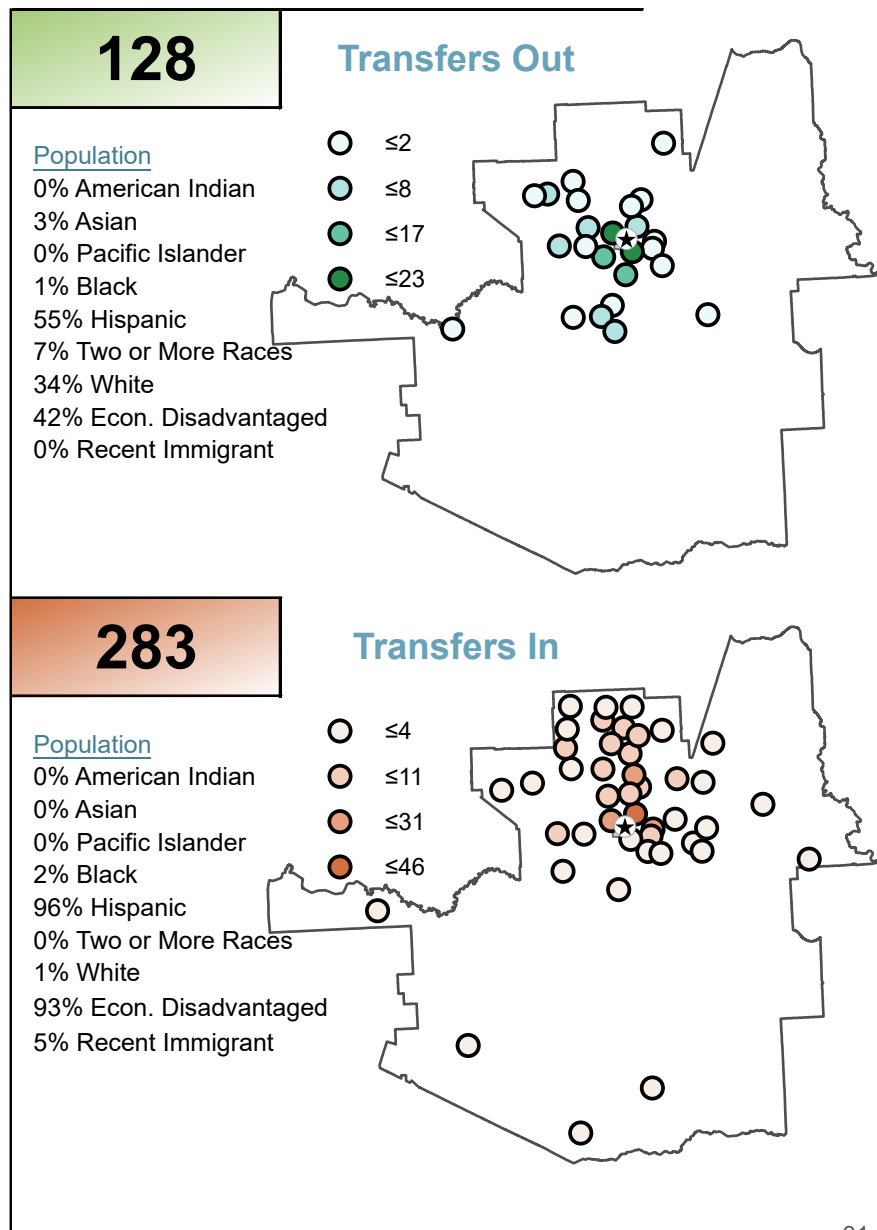 128
Transfers Out
Population
0% American Indian
3% Asian
0% Pacific Islander
1% Black
55% Hispanic
7% Two or More Races
34% White
42% Econ. Disadvantaged
0% Recent Immigrant
≤2
≤8
≤17
≤23
283
Transfers In
Population
0% American Indian
0% Asian
0% Pacific Islander
2% Black
96% Hispanic
0% Two or More Races
1% White
93% Econ. Disadvantaged
5% Recent Immigrant
≤4
≤11
≤31
≤46